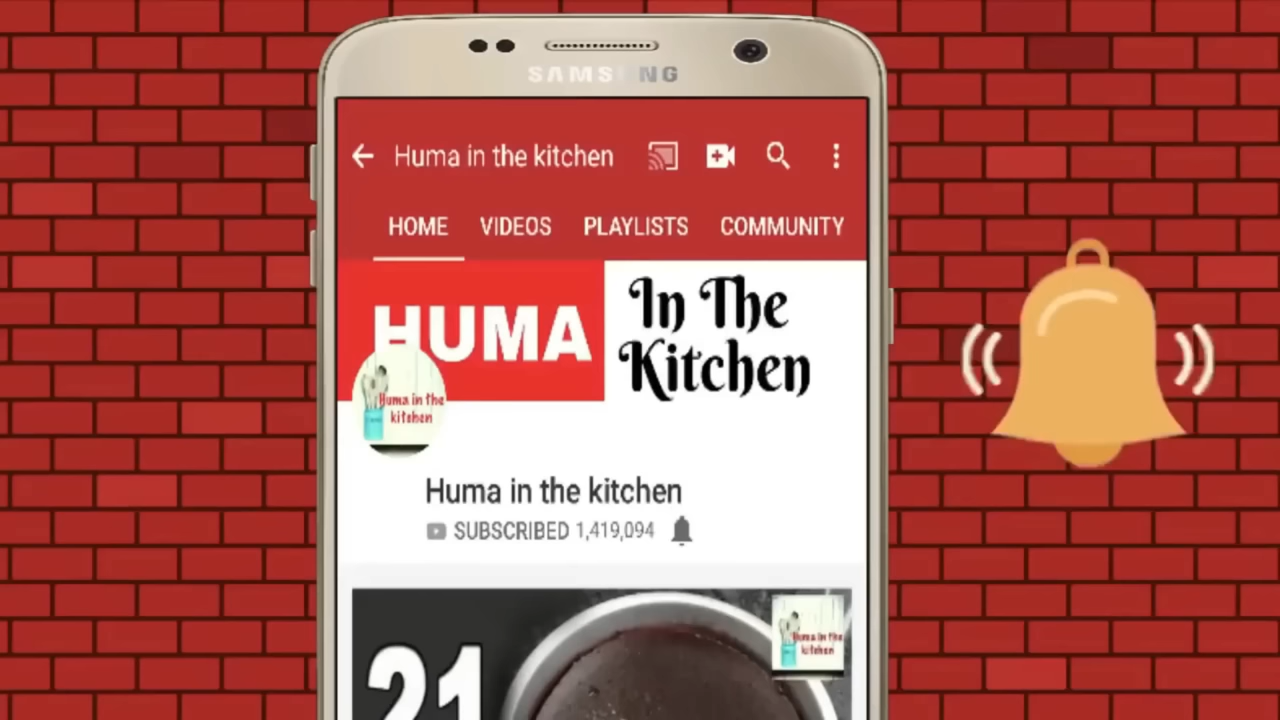 SAMSUNG
Huma in the kitchen
HOME VIDEOS PLAYLISTS COMMUNITY
HUMA
In The
Kitchen
Huma in the
kitchen
Huma in the kitchen
SUBSCRIBED 1,419,094
21
Huma in the
kitchen